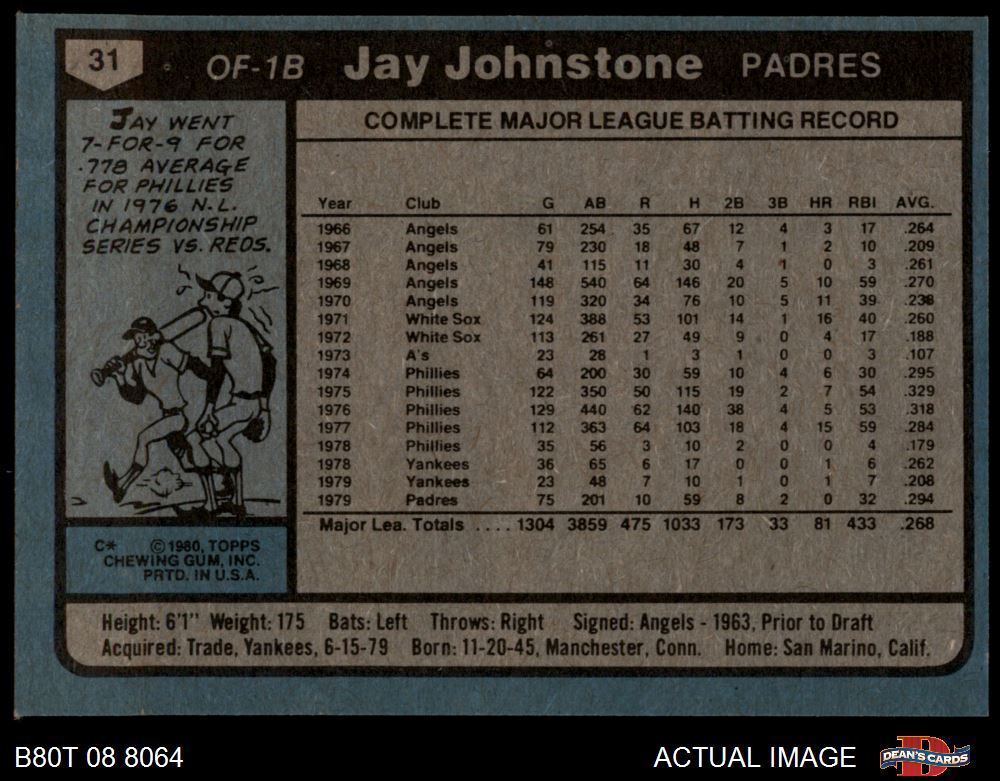 31 OF-1B Jay Johnstone PADRES
JAY WENT
7-FOR-9 FOR
.778 AVERAGE
FOR PHILLIES
IN 1976 N.L.
CHAMPIONSHIP
SERIES VS. REDS.
C* ©1980, TOPPS
CHEWING GUM, INC.
PRTD. IN U.S.A.
COMPLETE MAJOR LEAGUE BATTING RECORD
Year Club G AB R H 2B 3B HR RBI AVG.
1966 Angels 61 254 35 67 12 4 3 17 .264
1967 Angels 79 230 18 48 7 1 2 10 .209
1968 Angels 41 115 11 30 4 1 0 3 .261
1969 Angels 148 540 64 146 20 5 10 59 .270
1970 Angels 119 320 34 76 10 5 11 39 .238
1971 White Sox 124 388 53 101 14 1 16 40 .260
1972 White Sox 113 261 27 49 9 0 4 17 .188
1973 A's 23 28 1 3 1 0 0 3 .107
1974 Phillies 64 200 30 59 10 4 6 30 .295
1975 Phillies 122 350 50 115 19 2 7 54 .329
1976 Phillies 129 440 62 140 38 4 5 53 .318
1977 Phillies 112 363 64 103 18 4 15 59 .284
1978 Phillies 35 56 3 10 2 0 0 4 .179
1978 Yankees 36 65 6 17 0 0 1 6 .262
1979 Yankees 23 48 7 10 1 0 1 7 .208
1979 Padres 75 201 10 59 8 2 0 32 .294
Major Lea. Totals .... 1304 3859 475 1033 173 33 81 433 .268
Height: 6'1" Weight: 175 Bats: Left Throws: Right Signed: Angels - 1963, Prior to Draft
Acquired: Trade, Yankees, 6-15-79 Born: 11-20-45, Manchester, Conn. Home: San Marino, Calif.
B80T 08 8064 ACTUAL IMAGE DEAN'S CARDS